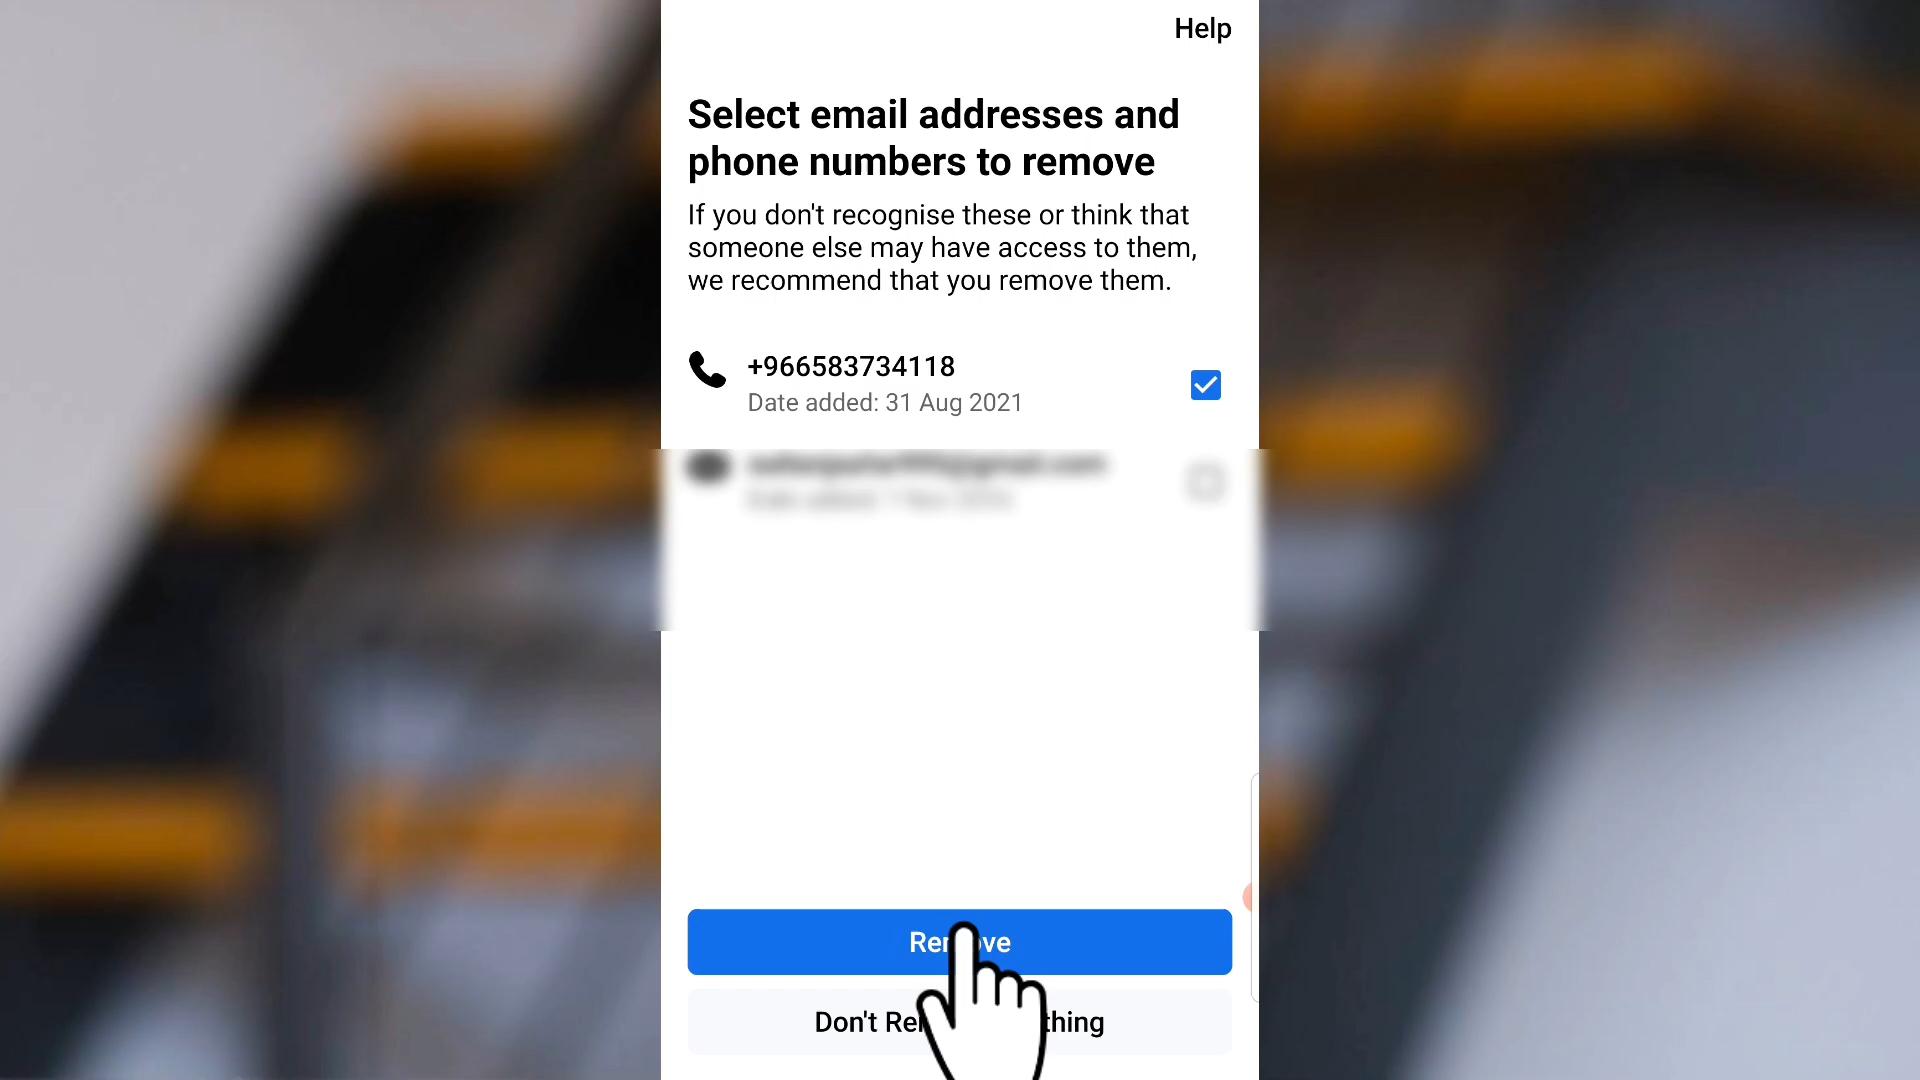 Help
Select email addresses and
phone numbers to remove
If you don't recognise these or think that
someone else may have access to them,
we recommend that you remove them.
+966583734118
Date added: 31 Aug 2021
Remove
Don't